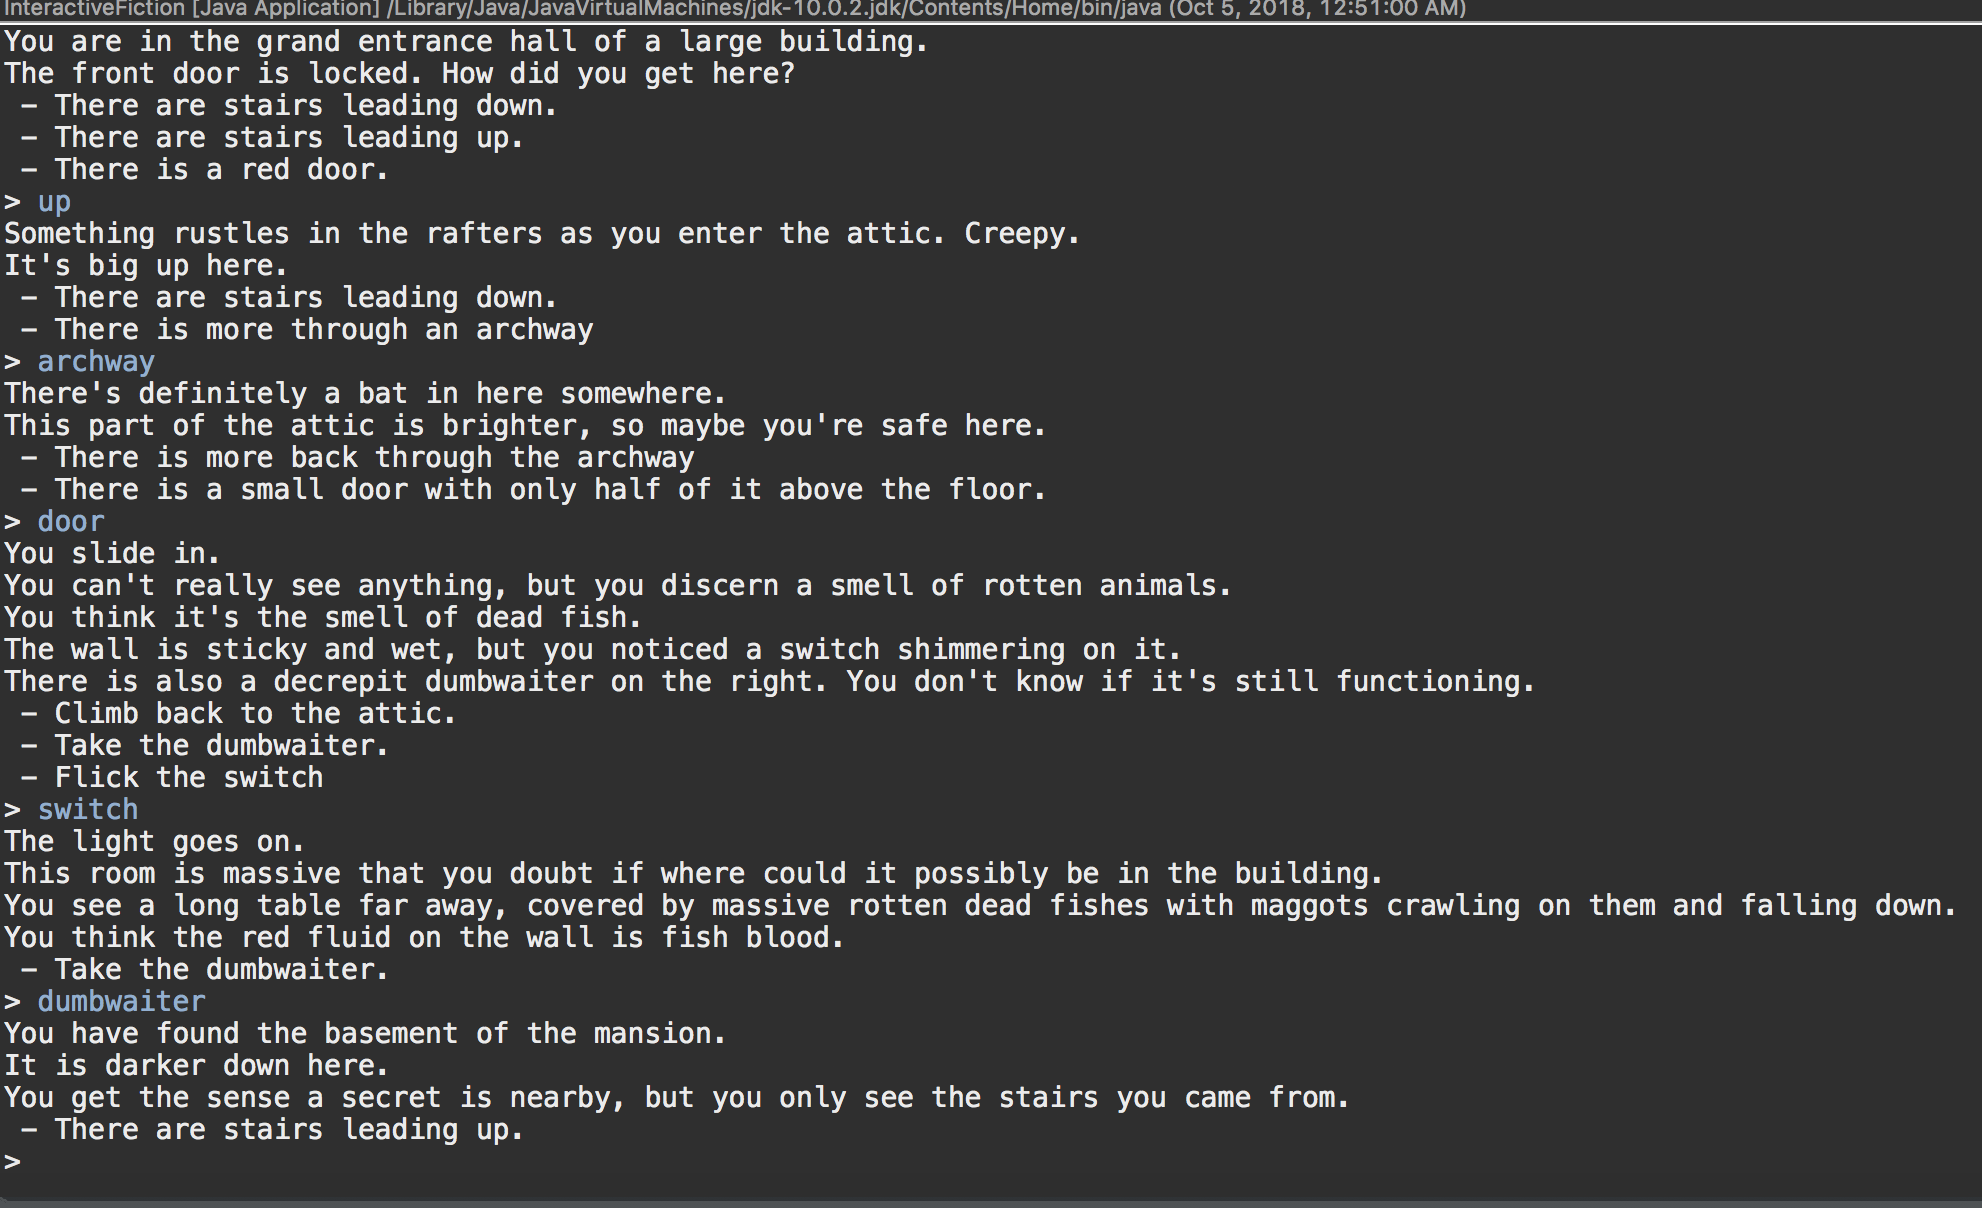 InteractiveFiction [Java Application] /Library/Java/JavaVirtualMachines/jdk-10.0.2.jdk/Contents/Home/bin/java (Oct 5, 2018, 12:51:00 AM)
You are in the grand entrance hall of a large building.
The front door is locked. How did you get here?
 - There are stairs leading down.
 - There are stairs leading up.
 - There is a red door.
> up
Something rustles in the rafters as you enter the attic. Creepy.
It's big up here.
 - There are stairs leading down.
 - There is more through an archway
> archway
There's definitely a bat in here somewhere.
This part of the attic is brighter, so maybe you're safe here.
 - There is more back through the archway
 - There is a small door with only half of it above the floor.
> door
You slide in.
You can't really see anything, but you discern a smell of rotten animals.
You think it's the smell of dead fish.
The wall is sticky and wet, but you noticed a switch shimmering on it.
There is also a decrepit dumbwaiter on the right. You don't know if it's still functioning.
 - Climb back to the attic.
 - Take the dumbwaiter.
 - Flick the switch
> switch
The light goes on.
This room is massive that you doubt if where could it possibly be in the building.
You see a long table far away, covered by massive rotten dead fishes with maggots crawling on them and falling down.
You think the red fluid on the wall is fish blood.
 - Take the dumbwaiter.
> dumbwaiter
You have found the basement of the mansion.
It is darker down here.
You get the sense a secret is nearby, but you only see the stairs you came from.
 - There are stairs leading up.
>